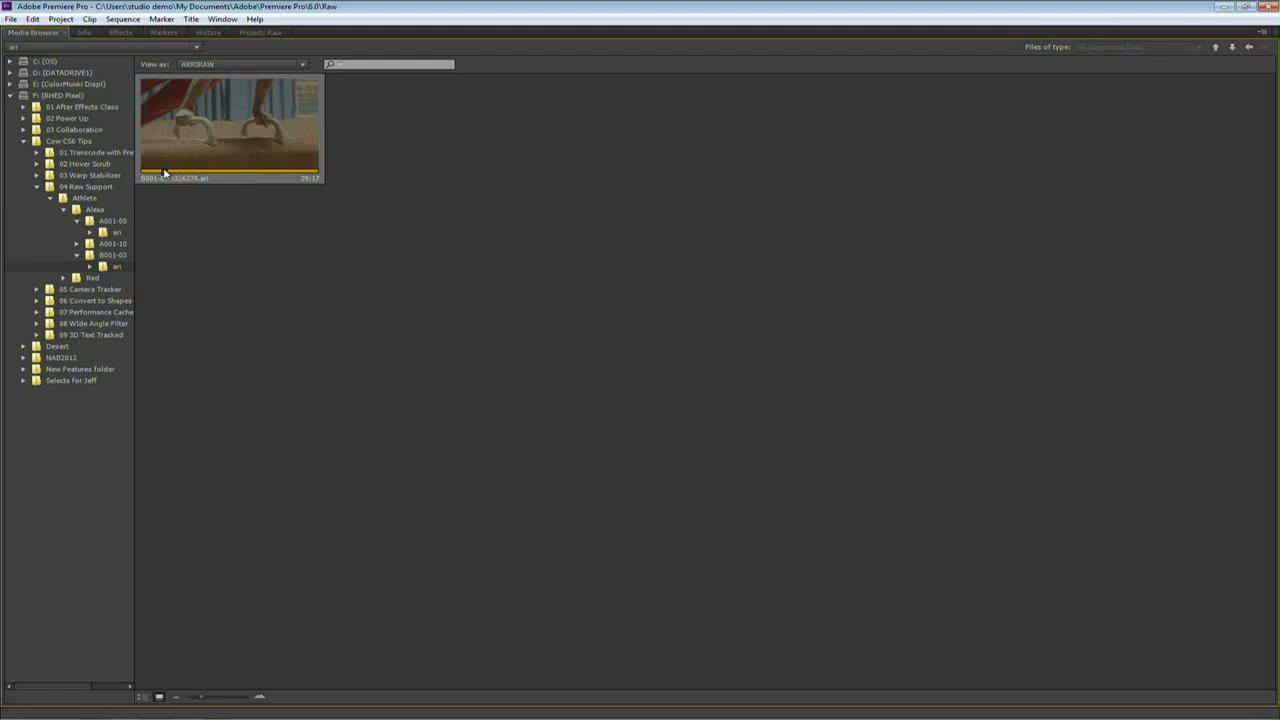 Adobe Premiere Pro - C:\Users\studio demo\My Documents\Adobe\Premiere Pro\6.0\Raw
File Edit Project Clip Sequence Marker Title Window Help
Media Browser x Info Effects Markers History Project: Raw
ari Files of type: All Supported Files
View as: ARRIRAW
C: (OS)
D: (DATADRIVE1)
E: (ColorMunki Displ)
F: (RHED Pixel)
01 After Effects Class
02 Power Up
03 Collaboration
Cow CS6 Tips
01 Transcode with Pre
02 Hover Scrub
03 Warp Stabilizer
04 Raw Support
Athlete
Alexa
A001-05
ari
A001-10
B001-03
ari
Red
05 Camera Tracker
06 Convert to Shapes
07 Performance Cache
08 WIde Angle Filter
09 3D Text Tracked
Desert
NAB2012
New Features folder
Selects for Jeff
29:17